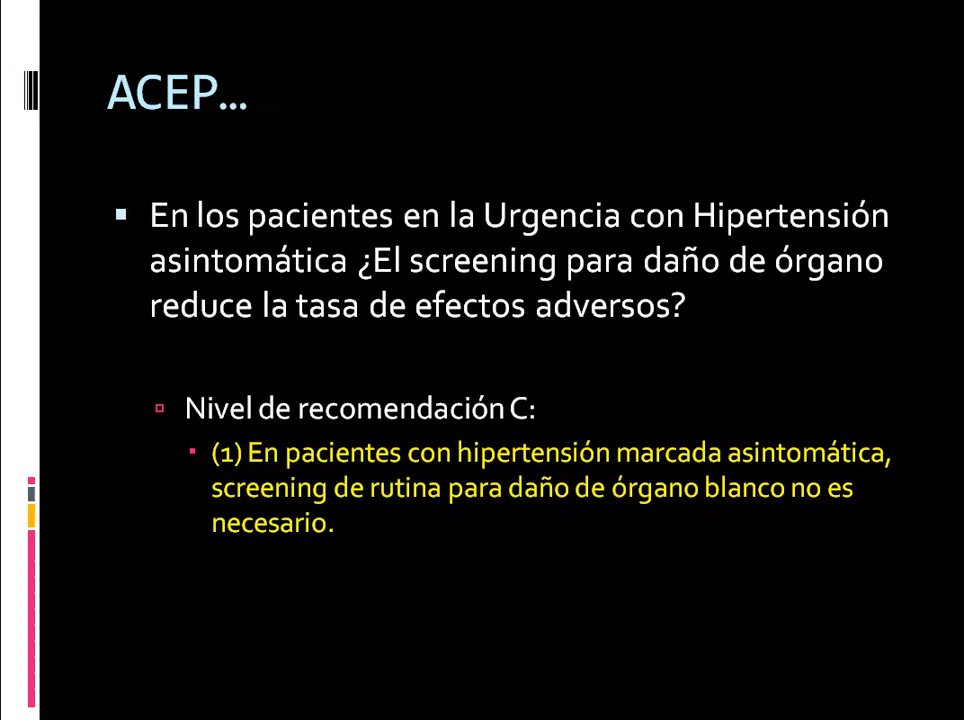 ACEP...
En los pacientes en la Urgencia con Hipertensión
asintomática ¿El screening para daño de órgano
reduce la tasa de efectos adversos?
Nivel de recomendación C:
(1) En pacientes con hipertensión marcada asintomática,
screening de rutina para daño de órgano blanco no es
necesario.